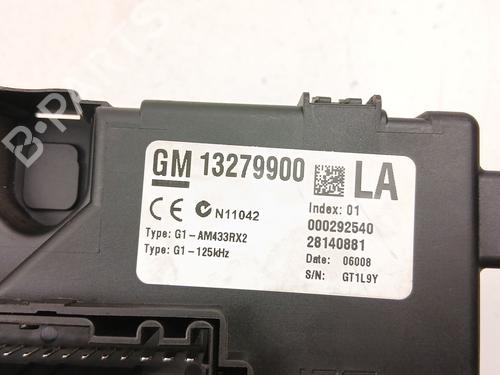 B-PARTS
GM 13279900 LA
CE N11042 Index: 01
000292540
Type: G1-AM433RX2 28140881
Type: G1-125kHz Date: 06008
S/N: GT1L9Y